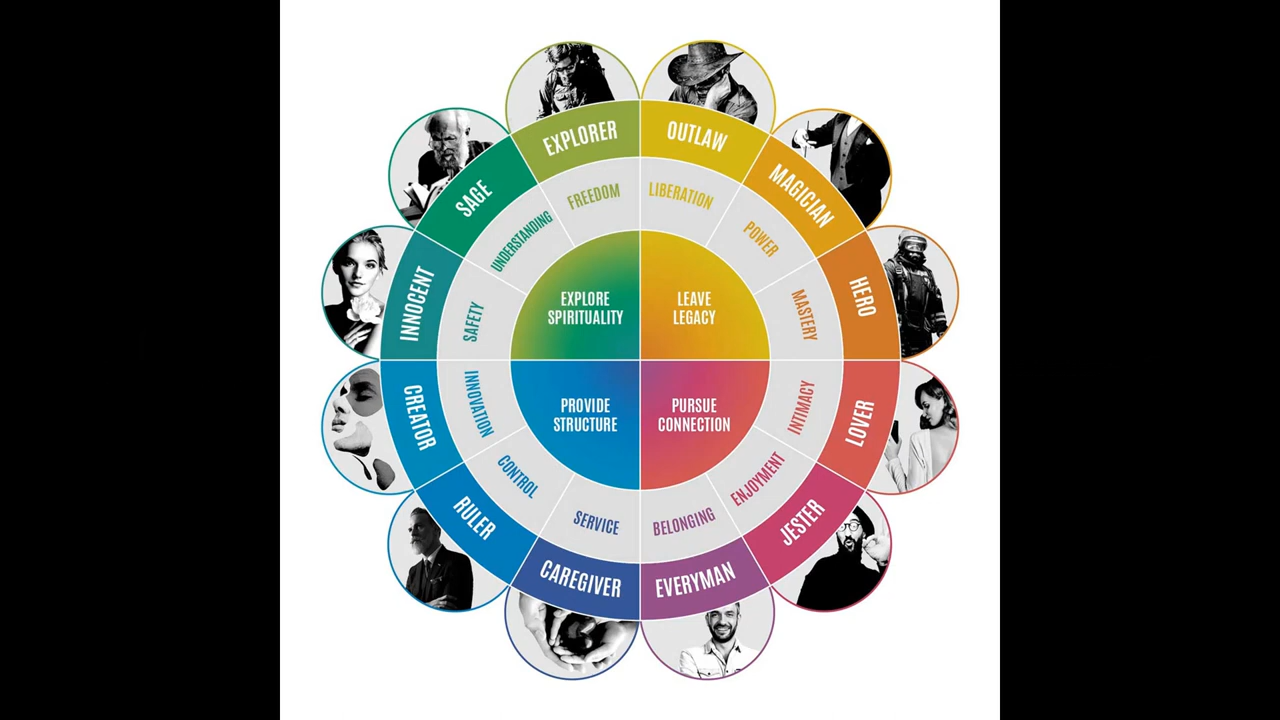 EXPLORER
OUTLAW
MAGICIAN
HERO
LOVER
JESTER
EVERYMAN
CAREGIVER
RULER
CREATOR
INNOCENT
SAGE
FREEDOM
LIBERATION
POWER
MASTERY
INTIMACY
ENJOYMENT
BELONGING
SERVICE
CONTROL
INNOVATION
SAFETY
UNDERSTANDING
EXPLORE
SPIRITUALITY
LEAVE
LEGACY
PROVIDE
STRUCTURE
PURSUE
CONNECTION